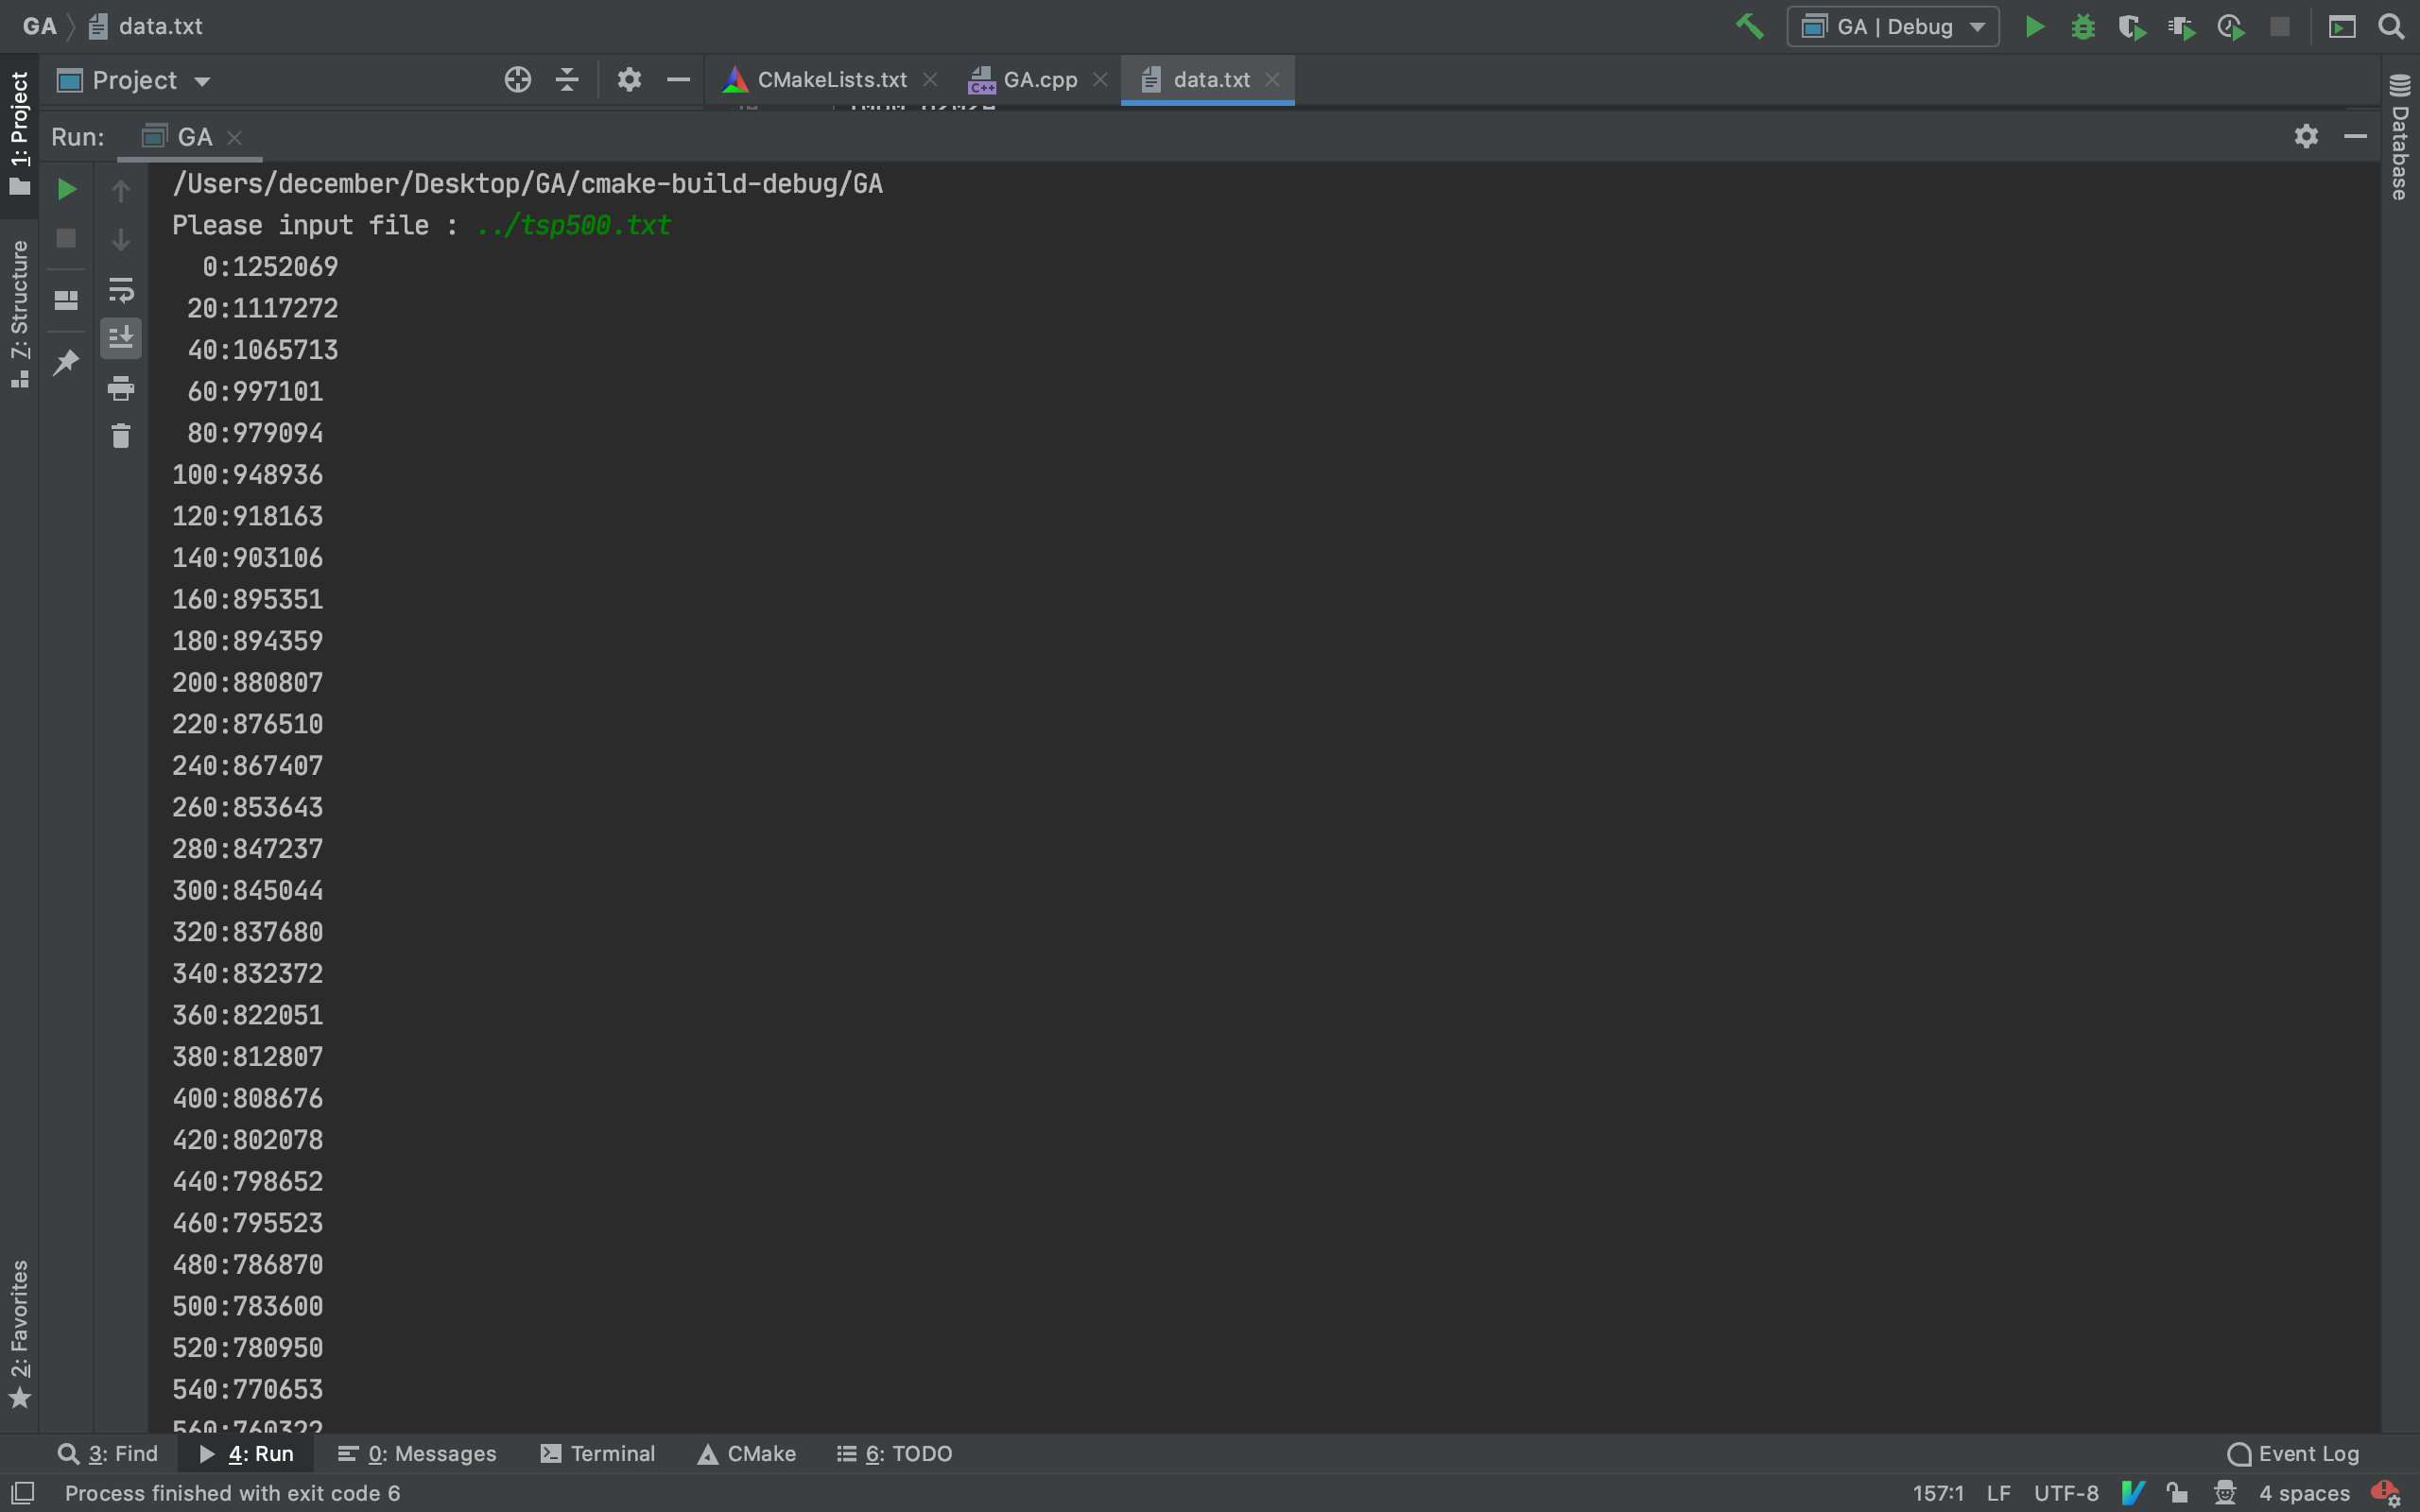 GA
data.txt
GA | Debug
Project
CMakeLists.txt
GA.cpp
data.txt
Run:
GA
1: Project
7: Structure
2: Favorites
Database
/Users/december/Desktop/GA/cmake-build-debug/GA
Please input file : ../tsp500.txt
0:1252069
20:1117272
40:1065713
60:997101
80:979094
100:948936
120:918163
140:903106
160:895351
180:894359
200:880807
220:876510
240:867407
260:853643
280:847237
300:845044
320:837680
340:832372
360:822051
380:812807
400:808676
420:802078
440:798652
460:795523
480:786870
500:783600
520:780950
540:770653
560:760322
3: Find
4: Run
0: Messages
Terminal
CMake
6: TODO
Event Log
Process finished with exit code 6
157:1
LF
UTF-8
4 spaces